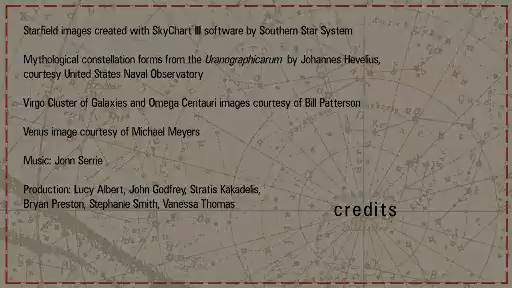 Starfield images created with SkyChart III software by Southern Star System
Mythological constellation forms from the Uranographicarum by Johannes Hevelius,
courtesy United States Naval Observatory
Virgo Cluster of Galaxies and Omega Centauri images courtesy of Bill Patterson
Venus image courtesy of Michael Meyers
Music: Jonn Serrie
Production: Lucy Albert, John Godfrey, Stratis Kakadelis,
Bryan Preston, Stephanie Smith, Vanessa Thomas
credits